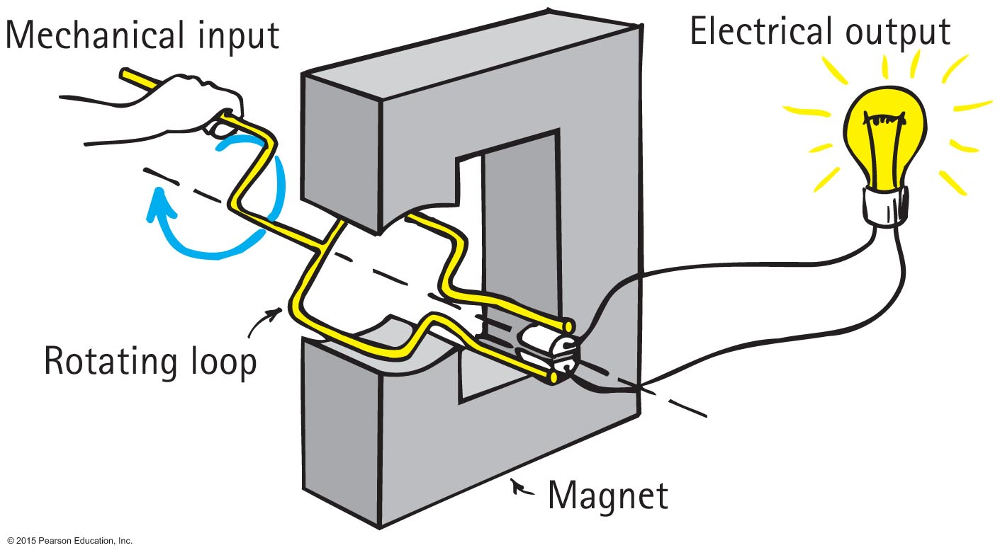 Mechanical input
Electrical output
Rotating loop
Magnet
© 2015 Pearson Education, Inc.